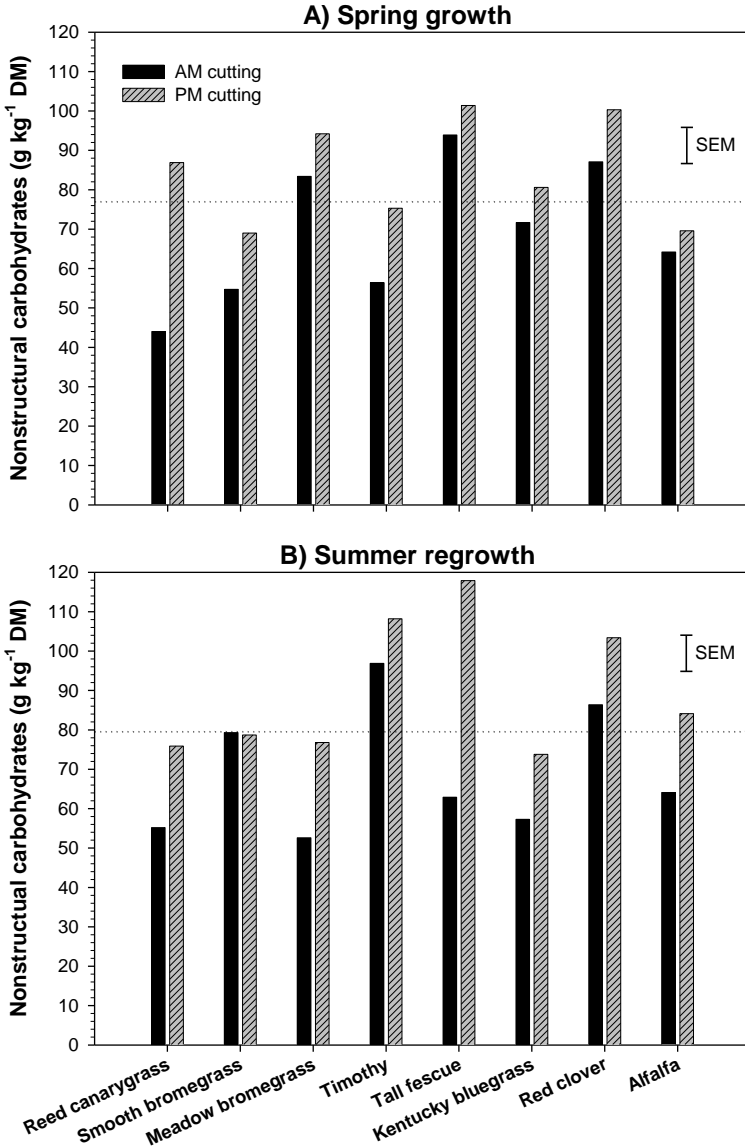 A) Spring growth
Nonstructural carbohydrates (g kg⁻¹ DM)
120
110
100
90
80
70
60
50
40
30
20
10
0
AM cutting
PM cutting
SEM
B) Summer regrowth
Nonstructual carbohydrates (g kg⁻¹ DM)
120
110
100
90
80
70
60
50
40
30
20
10
0
SEM
Reed canarygrass
Smooth bromegrass
Meadow bromegrass
Timothy
Tall fescue
Kentucky bluegrass
Red clover
Alfalfa